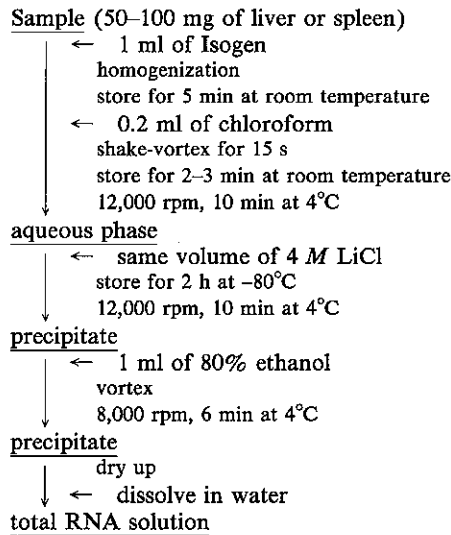 Sample (50–100 mg of liver or spleen)
← 1 ml of Isogen
homogenization
store for 5 min at room temperature
← 0.2 ml of chloroform
shake-vortex for 15 s
store for 2–3 min at room temperature
12,000 rpm, 10 min at 4°C
aqueous phase
← same volume of 4 M LiCl
store for 2 h at –80°C
12,000 rpm, 10 min at 4°C
precipitate
← 1 ml of 80% ethanol
vortex
8,000 rpm, 6 min at 4°C
precipitate
dry up
← dissolve in water
total RNA solution